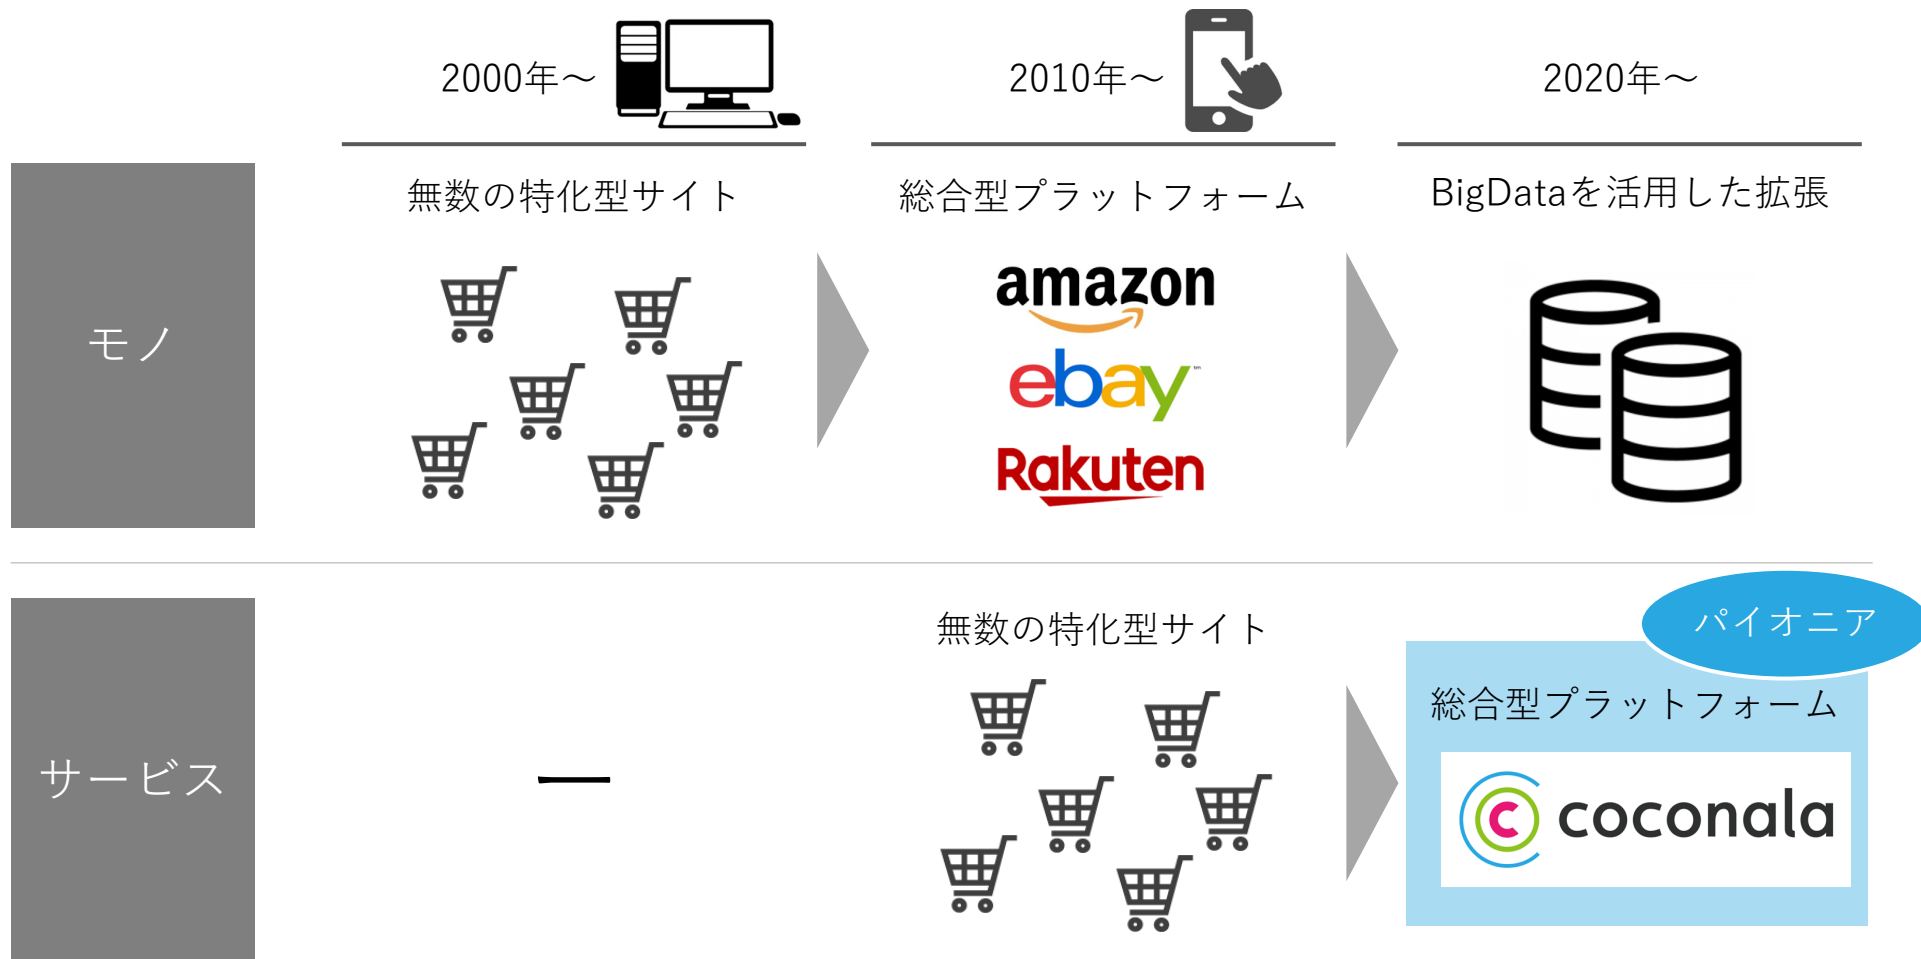 2000年～
2010年～
2020年～
モノ
無数の特化型サイト
総合型プラットフォーム
amazon
ebay™
Rakuten
BigDataを活用した拡張
サービス
ー
無数の特化型サイト
パイオニア
総合型プラットフォーム
c coconala